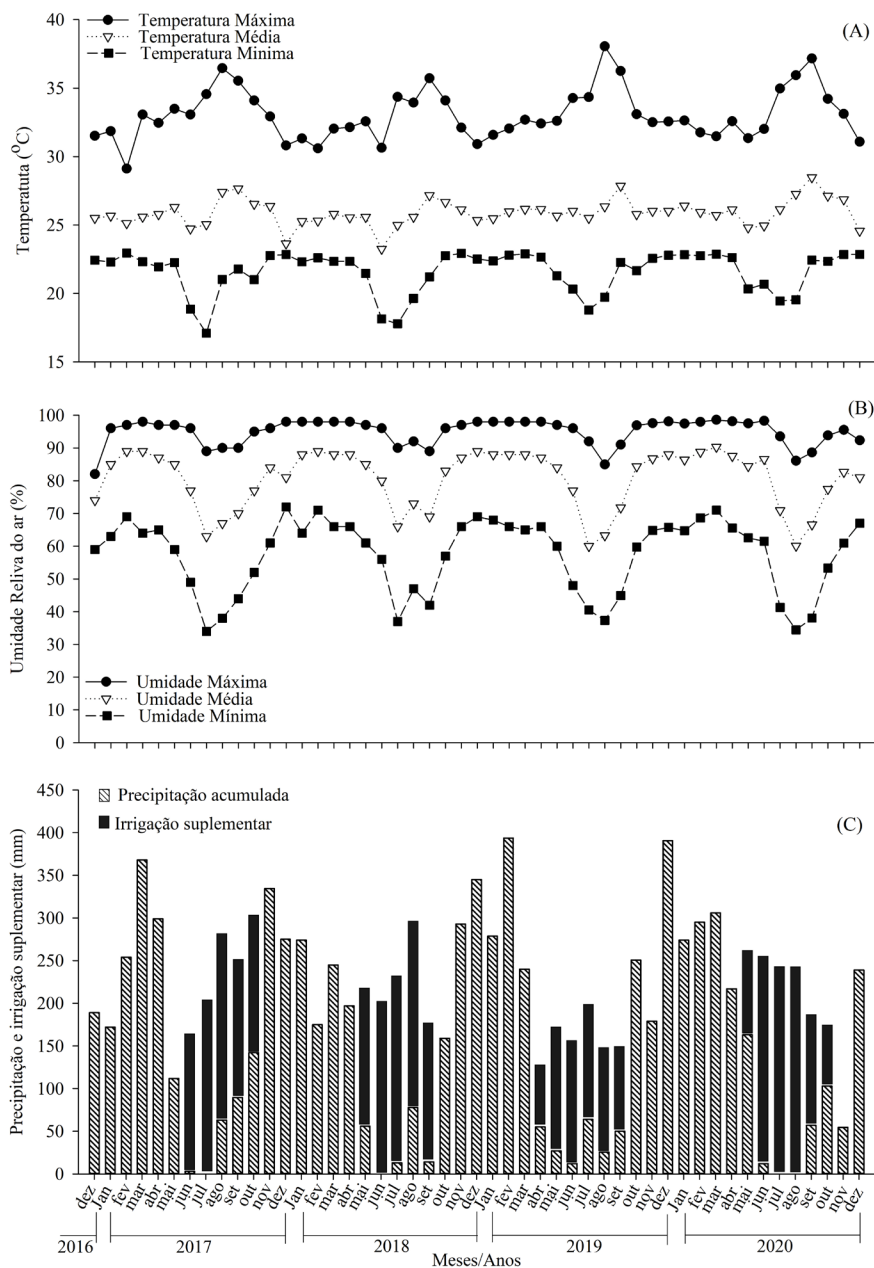 40
35
30
25
20
15
Temperatuta (ºC)
Temperatura Máxima
Temperatura Média
Temperatura Minima
(A)
100
90
80
70
60
50
40
30
20
10
0
Umidade Reliva do ar (%)
Umidade Máxima
Umidade Média
Umidade Mínima
(B)
450
400
350
300
250
200
150
100
50
0
Precipitação e irrigação suplementar (mm)
Precipitação acumulada
Irrigação suplementar
(C)
dez Jan fev mar abr mai jun jul ago set out nov dez Jan fev mar abr mai jun jul ago set out nov dez Jan fev mar abr mai jun jul ago set out nov dez Jan fev mar abr mai jun jul ago set out nov dez
2016 2017 2018 2019 2020
Meses/Anos